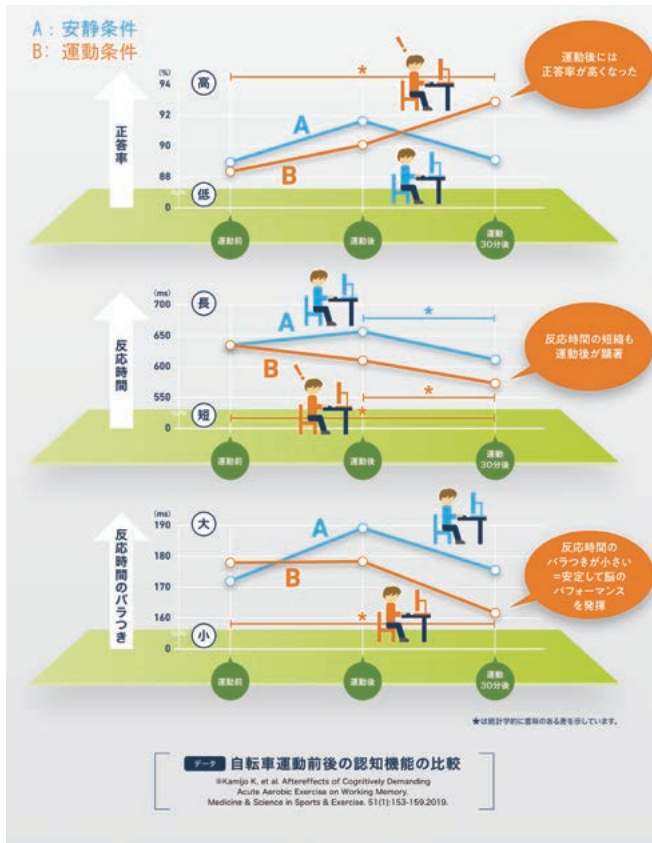 A：安静条件
B：運動条件
正答率
(%)
94
92
90
88
0
高
低
A
B
*
運動前
運動後
運動
30分後
運動後には
正答率が高くなった
反応時間
(ms)
700
650
600
550
0
長
短
A
B
*
*
*
運動前
運動後
運動
30分後
反応時間の短縮も
運動後が顕著
反応時間のバラつき
(ms)
190
180
170
160
0
大
小
A
B
*
運動前
運動後
運動
30分後
反応時間の
バラつきが小さい
=安定して脳の
パフォーマンス
を発揮
★は統計学的に意味のある差を示しています。
データ 自転車運動前後の認知機能の比較
※Kamijo K, et al. Aftereffects of Cognitively Demanding
Acute Aerobic Exercise on Working Memory.
Medicine & Science in Sports & Exercise. 51(1):153-159.2019.